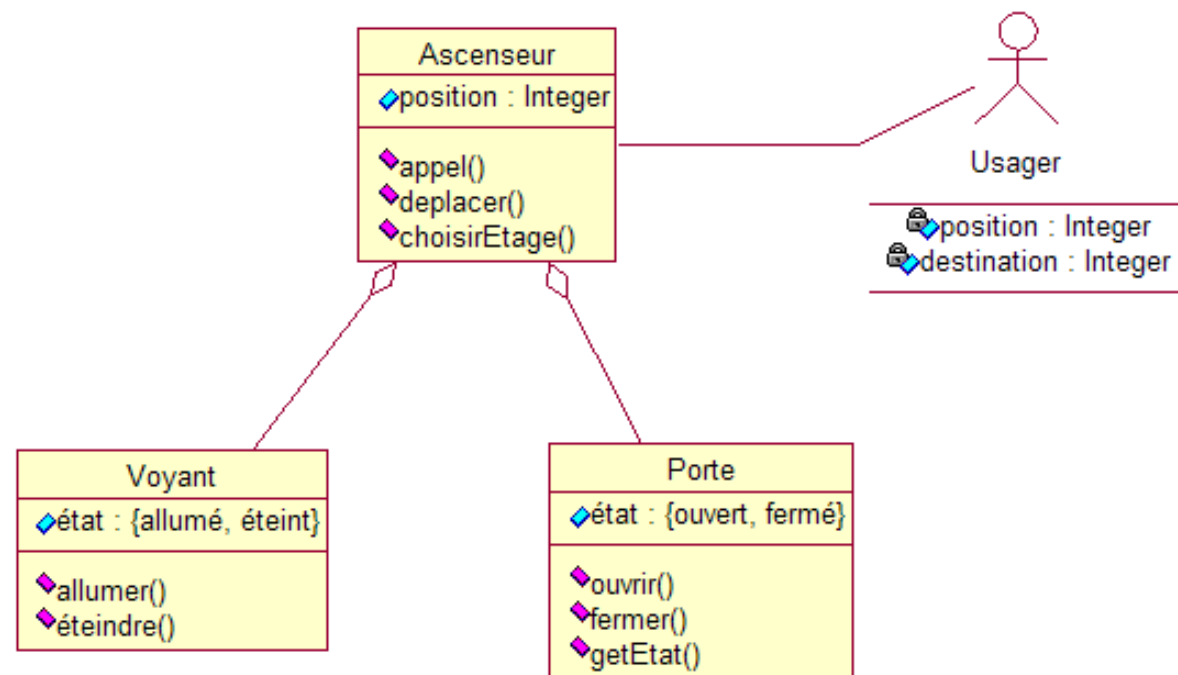 Ascenseur
position : Integer
appel()
deplacer()
choisirEtage()
Usager
position : Integer
destination : Integer
Voyant
état : {allumé, éteint}
allumer()
éteindre()
Porte
état : {ouvert, fermé}
ouvrir()
fermer()
getEtat()